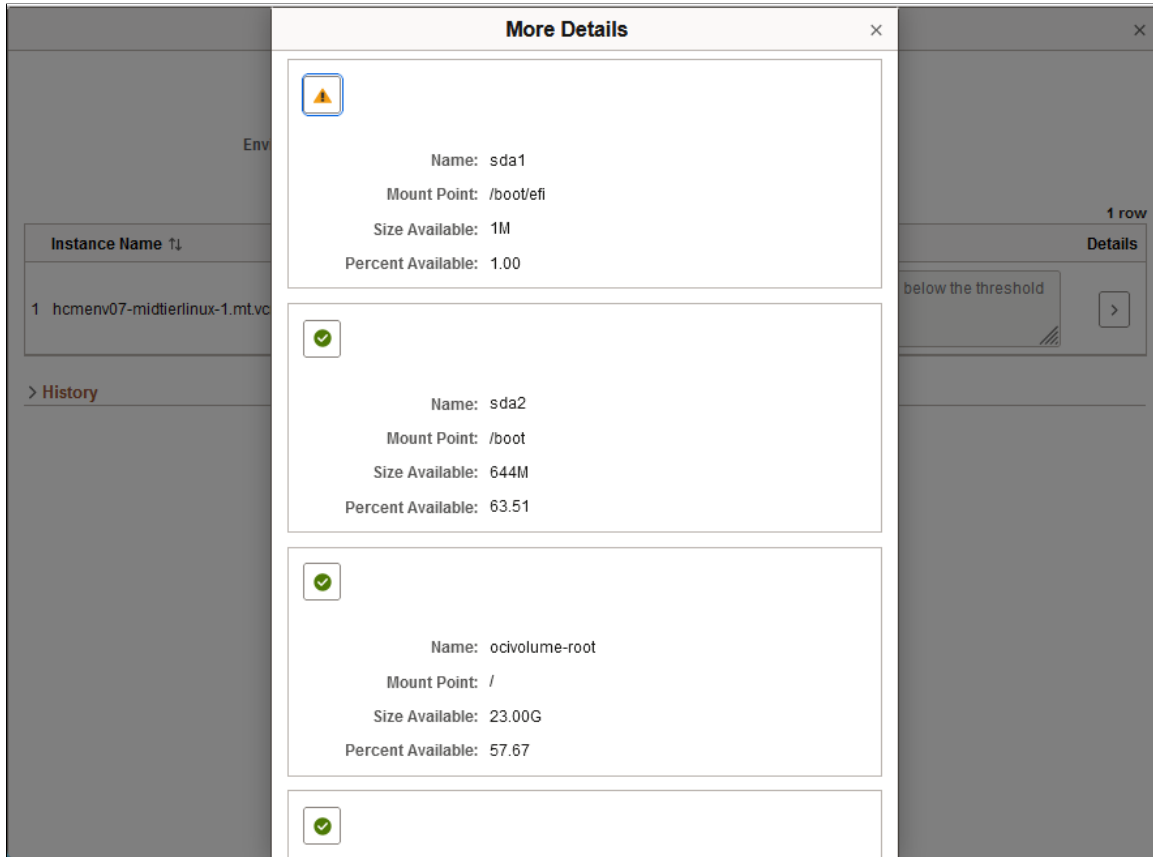 More Details
Name: sda1
Mount Point: /boot/efi
Size Available: 1M
Percent Available: 1.00
Name: sda2
Mount Point: /boot
Size Available: 644M
Percent Available: 63.51
Name: ocivolume-root
Mount Point: /
Size Available: 23.00G
Percent Available: 57.67
Envi
1 row
Instance Name
Details
1 hcmenv07-midtierlinux-1.mt.vc
below the threshold
History